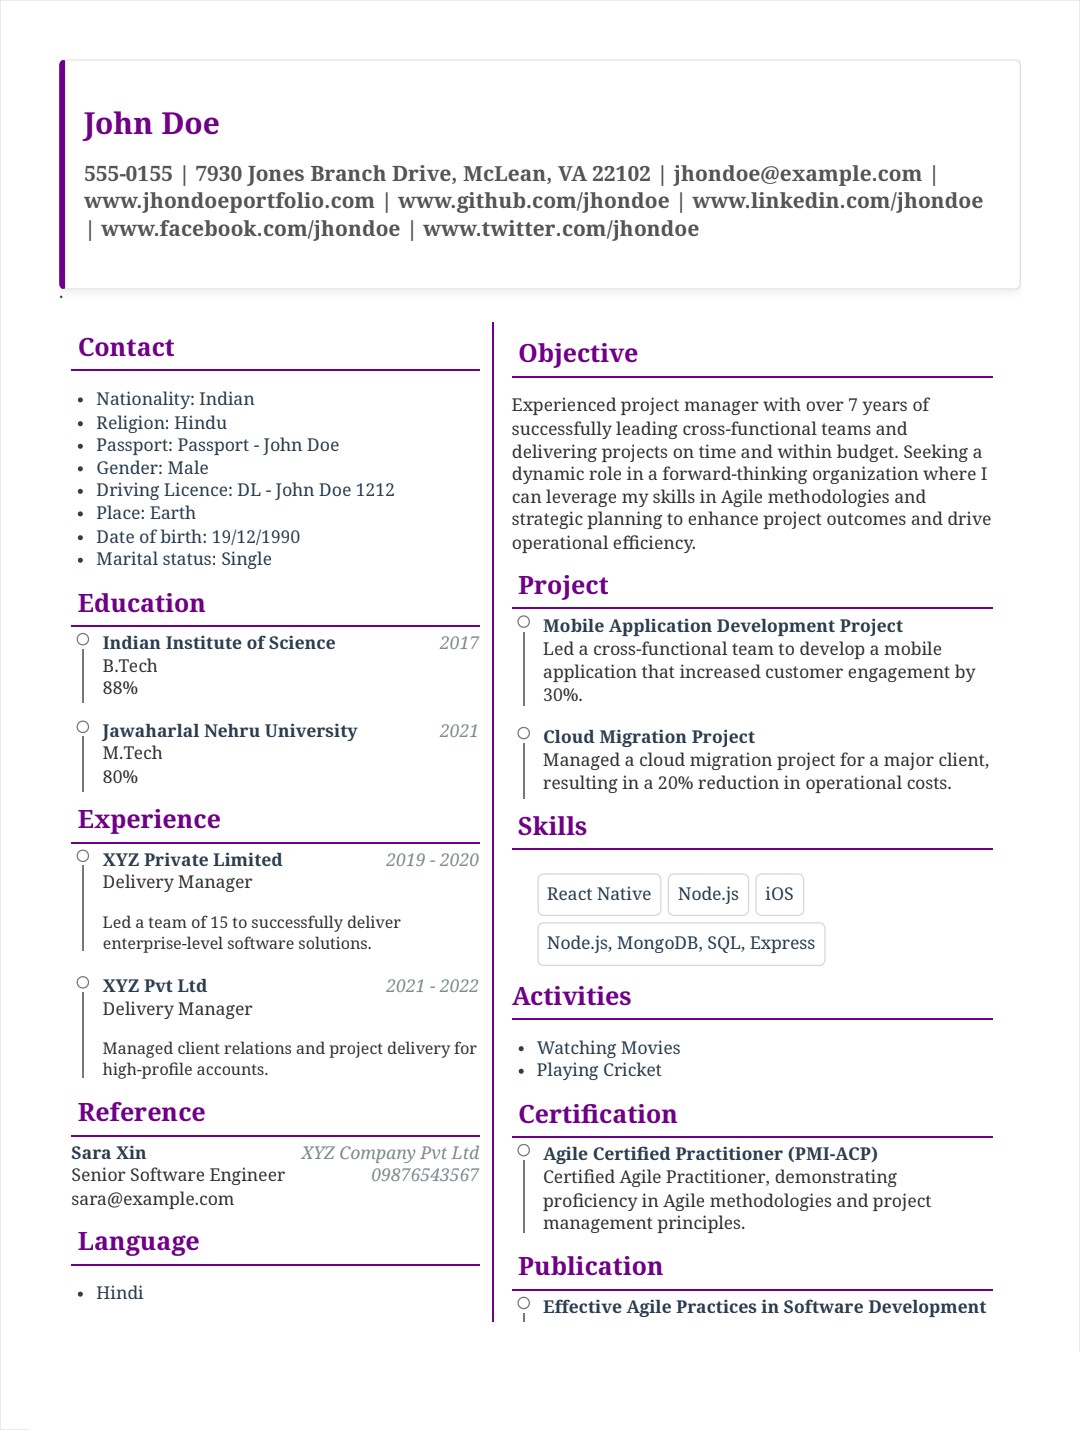 John Doe
555-0155 | 7930 Jones Branch Drive, McLean, VA 22102 | jhondoe@example.com |
www.jhondoeportfolio.com | www.github.com/jhondoe | www.linkedin.com/jhondoe
| www.facebook.com/jhondoe | www.twitter.com/jhondoe
.
Contact
• Nationality: Indian
• Religion: Hindu
• Passport: Passport - John Doe
• Gender: Male
• Driving Licence: DL - John Doe 1212
• Place: Earth
• Date of birth: 19/12/1990
• Marital status: Single
Education
Indian Institute of Science 2017
B.Tech
88%
Jawaharlal Nehru University 2021
M.Tech
80%
Experience
XYZ Private Limited 2019 - 2020
Delivery Manager
Led a team of 15 to successfully deliver
enterprise-level software solutions.
XYZ Pvt Ltd 2021 - 2022
Delivery Manager
Managed client relations and project delivery for
high-profile accounts.
Reference
Sara Xin XYZ Company Pvt Ltd
Senior Software Engineer 09876543567
sara@example.com
Language
• Hindi
Objective
Experienced project manager with over 7 years of
successfully leading cross-functional teams and
delivering projects on time and within budget. Seeking a
dynamic role in a forward-thinking organization where I
can leverage my skills in Agile methodologies and
strategic planning to enhance project outcomes and drive
operational efficiency.
Project
Mobile Application Development Project
Led a cross-functional team to develop a mobile
application that increased customer engagement by
30%.
Cloud Migration Project
Managed a cloud migration project for a major client,
resulting in a 20% reduction in operational costs.
Skills
React Native Node.js iOS
Node.js, MongoDB, SQL, Express
Activities
• Watching Movies
• Playing Cricket
Certification
Agile Certified Practitioner (PMI-ACP)
Certified Agile Practitioner, demonstrating
proficiency in Agile methodologies and project
management principles.
Publication
Effective Agile Practices in Software Development